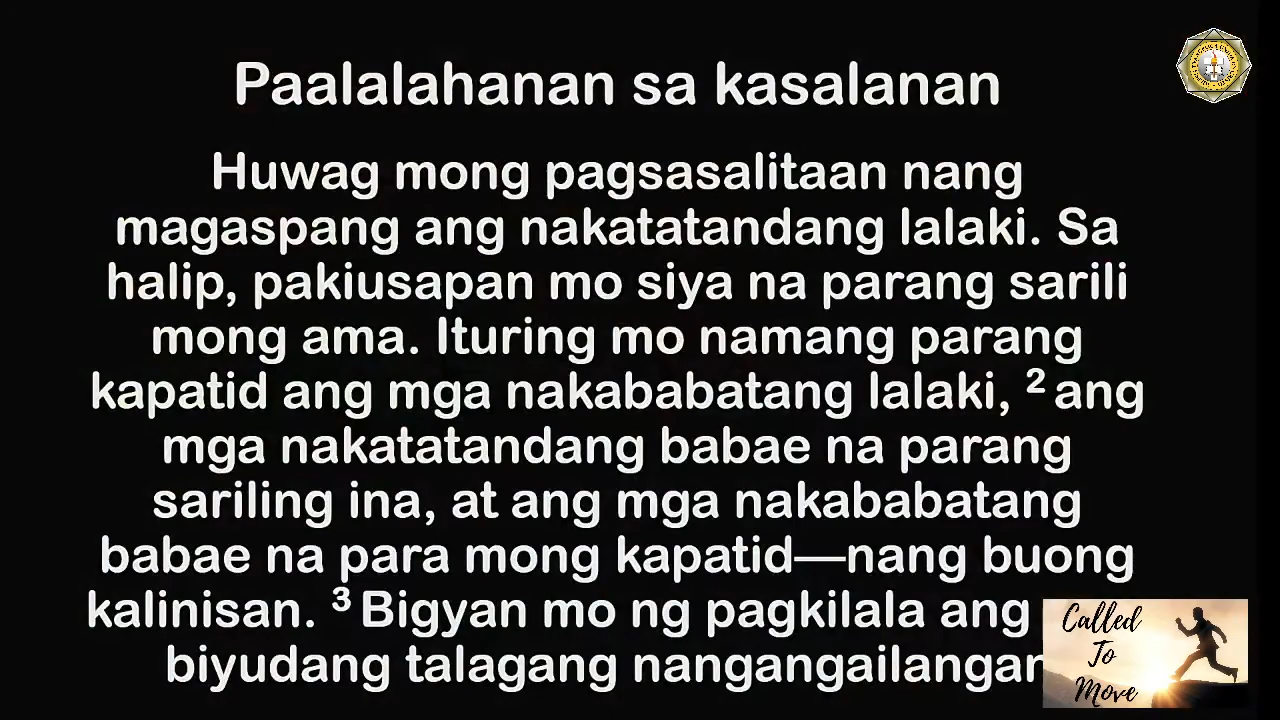 Paalalahanan sa kasalanan
Huwag mong pagsasalitaan nang
magaspang ang nakatatandang lalaki. Sa
halip, pakiusapan mo siya na parang sarili
mong ama. Ituring mo namang parang
kapatid ang mga nakababatang lalaki, ² ang
mga nakatatandang babae na parang
sariling ina, at ang mga nakababatang
babae na para mong kapatid—nang buong
kalinisan. ³ Bigyan mo ng pagkilala ang
biyudang talagang
Called
To
Move